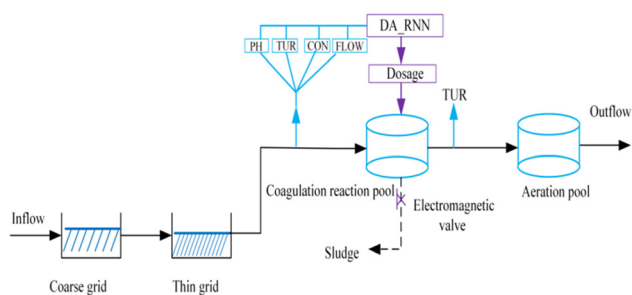 DA_RNN
PH TUR CON FLOW
Dosage
TUR
Outflow
Coagulation reaction pool
Aeration pool
Electromagnetic
valve
Inflow
Sludge
Coarse grid
Thin grid